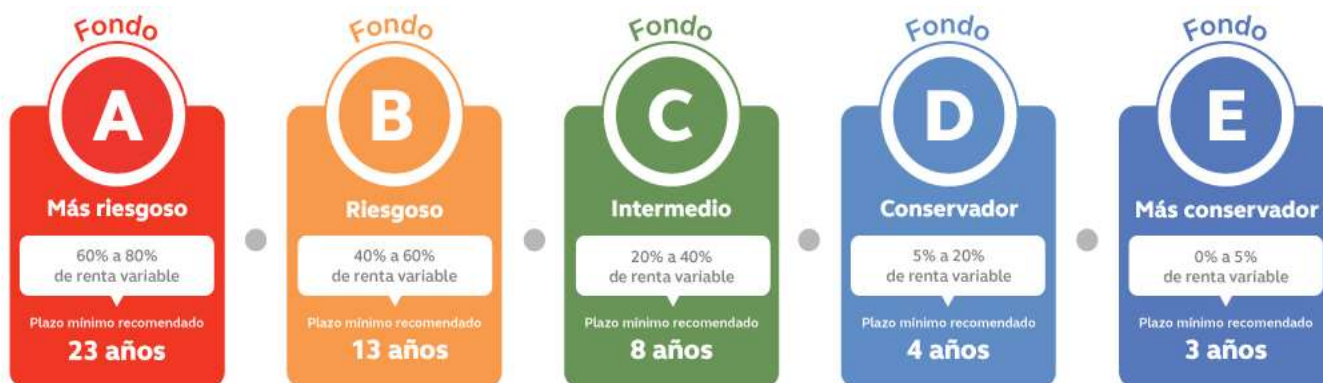 Fondo
A
Más riesgoso
60% a 80%
de renta variable
Plazo mínimo recomendado
23 años
Fondo
B
Riesgoso
40% a 60%
de renta variable
Plazo mínimo recomendado
13 años
Fondo
C
Intermedio
20% a 40%
de renta variable
Plazo mínimo recomendado
8 años
Fondo
D
Conservador
5% a 20%
de renta variable
Plazo mínimo recomendado
4 años
Fondo
E
Más conservador
0% a 5%
de renta variable
Plazo mínimo recomendado
3 años